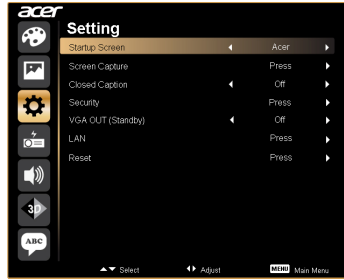 acer
Setting
Startup Screen Acer
Screen Capture Press
Closed Caption Off
Security Press
VGA OUT (Standby) Off
LAN Press
Reset Press
3D
ABC
Select Adjust MENU Main Menu